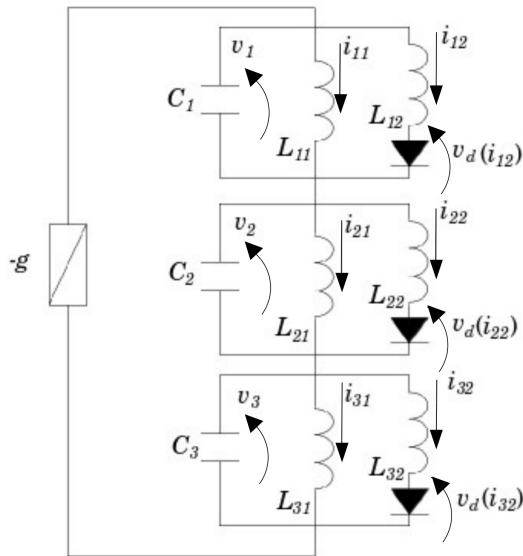 v1 i11 i12
C1 L11 L12 vd(i12)
-g
v2 i21 i22
C2 L21 L22 vd(i22)
v3 i31 i32
C3 L31 L32 vd(i32)